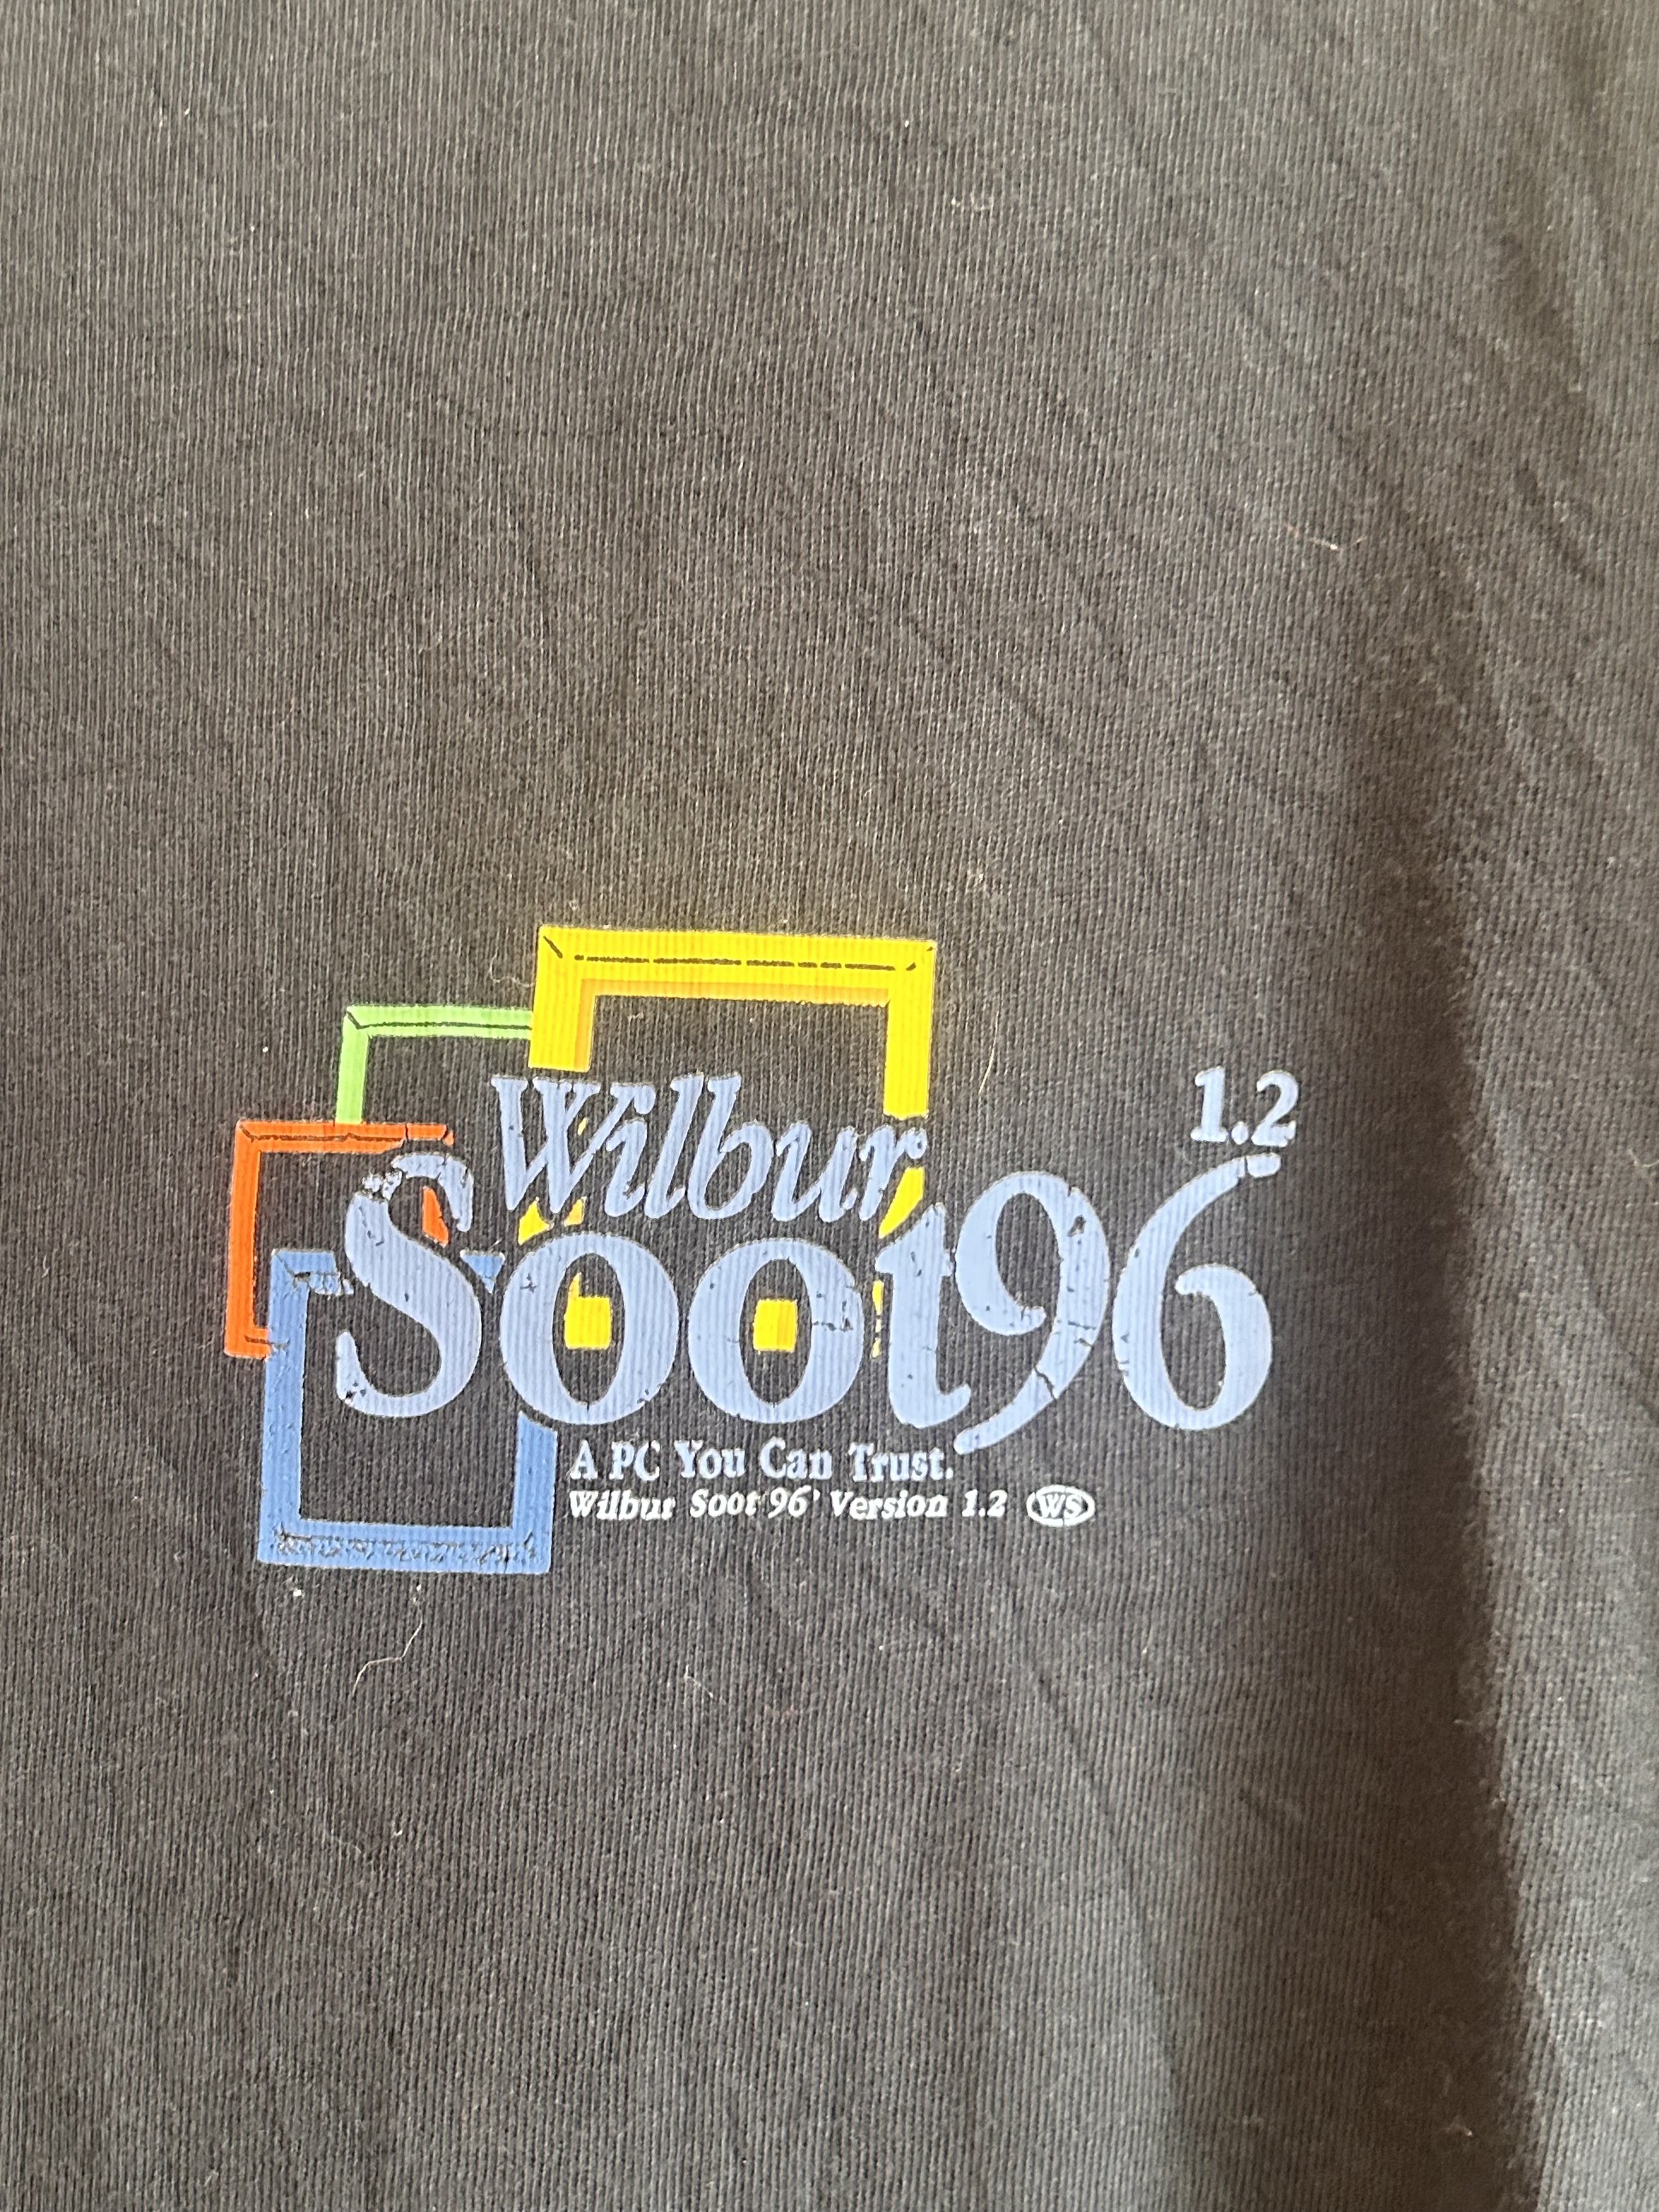 Wilbur
Soot96 1.2
A PC You Can Trust.
Wilbur Soot '96' Version 1.2 WS